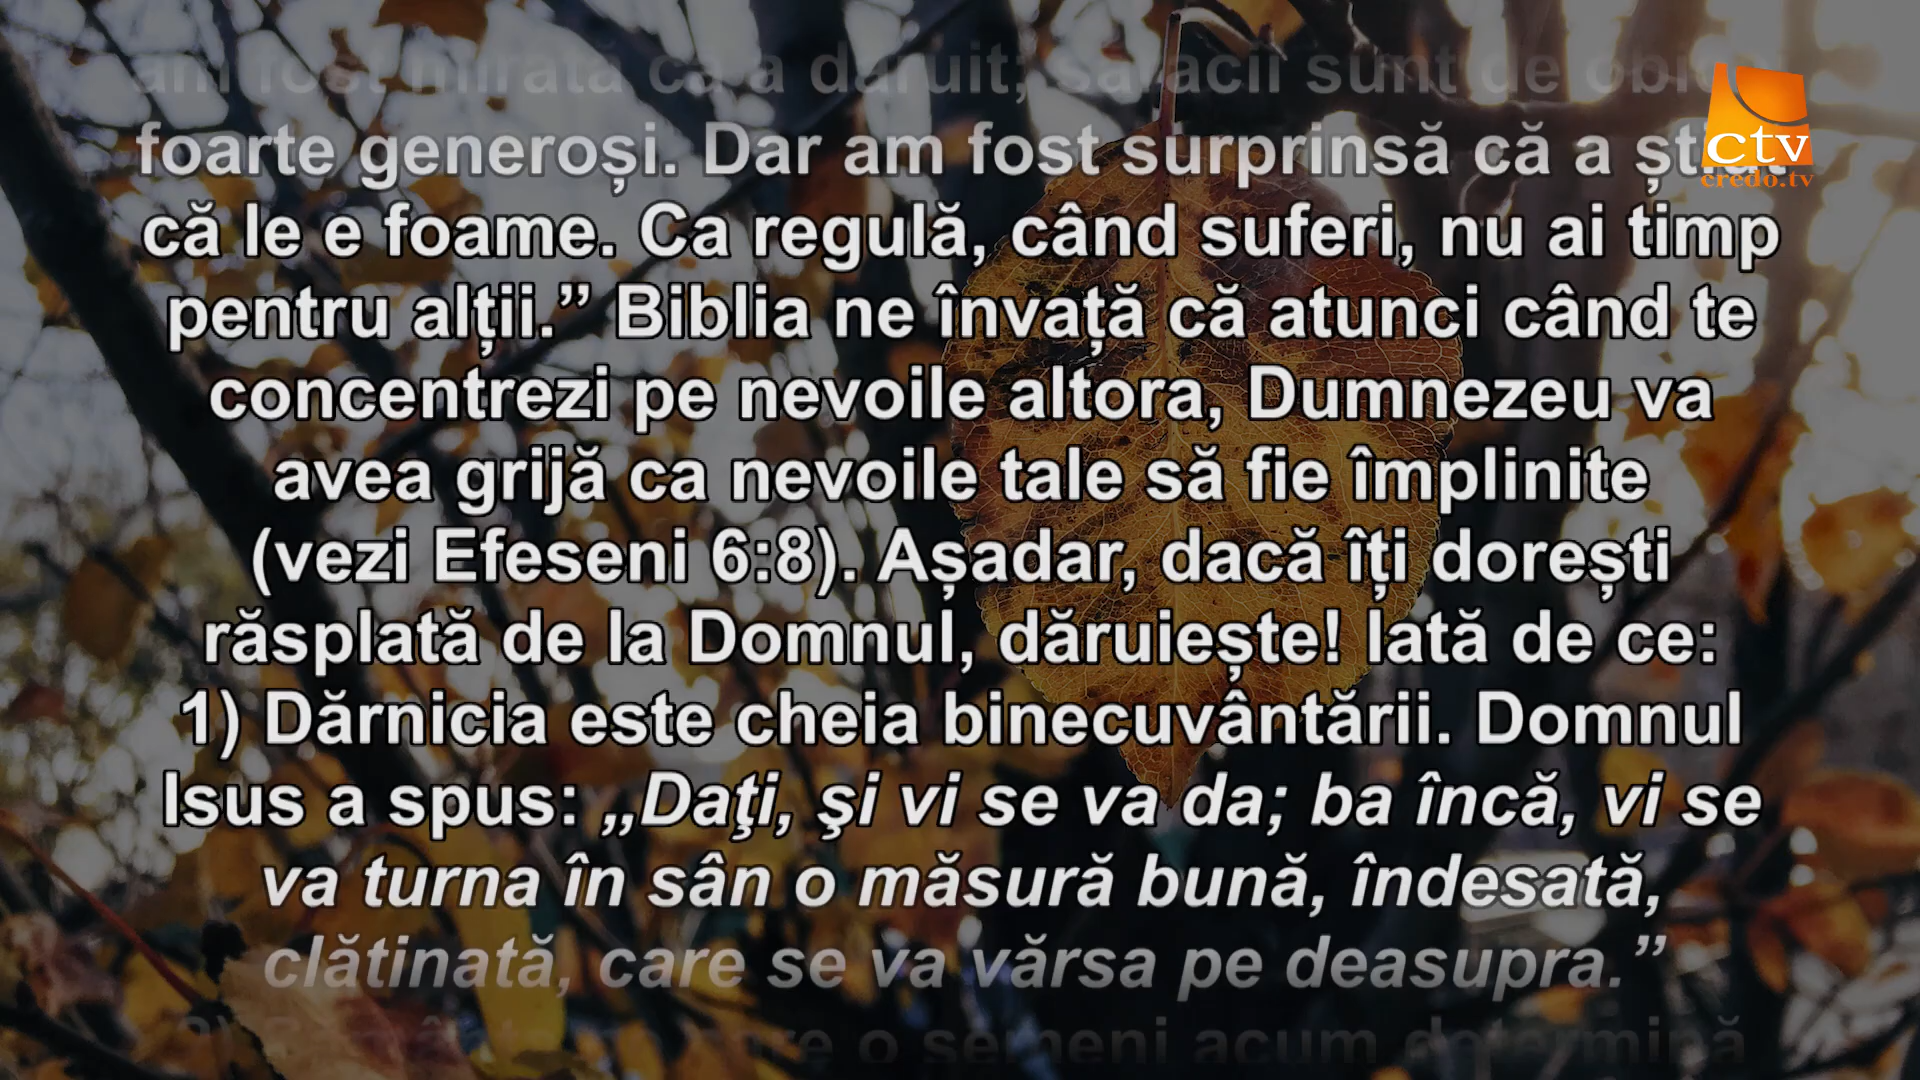 am fost mirată că a dăruit; săracii sunt de obicei
foarte generoși. Dar am fost surprinsă că a știut
că le e foame. Ca regulă, când suferi, nu ai timp
pentru alții.” Biblia ne învață că atunci când te
concentrezi pe nevoile altora, Dumnezeu va
avea grijă ca nevoile tale să fie împlinite
(vezi Efeseni 6:8). Așadar, dacă îți dorești
răsplată de la Domnul, dăruiește! Iată de ce:
1) Dărnicia este cheia binecuvântării. Domnul
Isus a spus: „Daţi, şi vi se va da; ba încă, vi se
va turna în sân o măsură bună, îndesată,
clătinată, care se va vărsa pe deasupra.”
2) o semeni acum determină
ctv
credo.tv